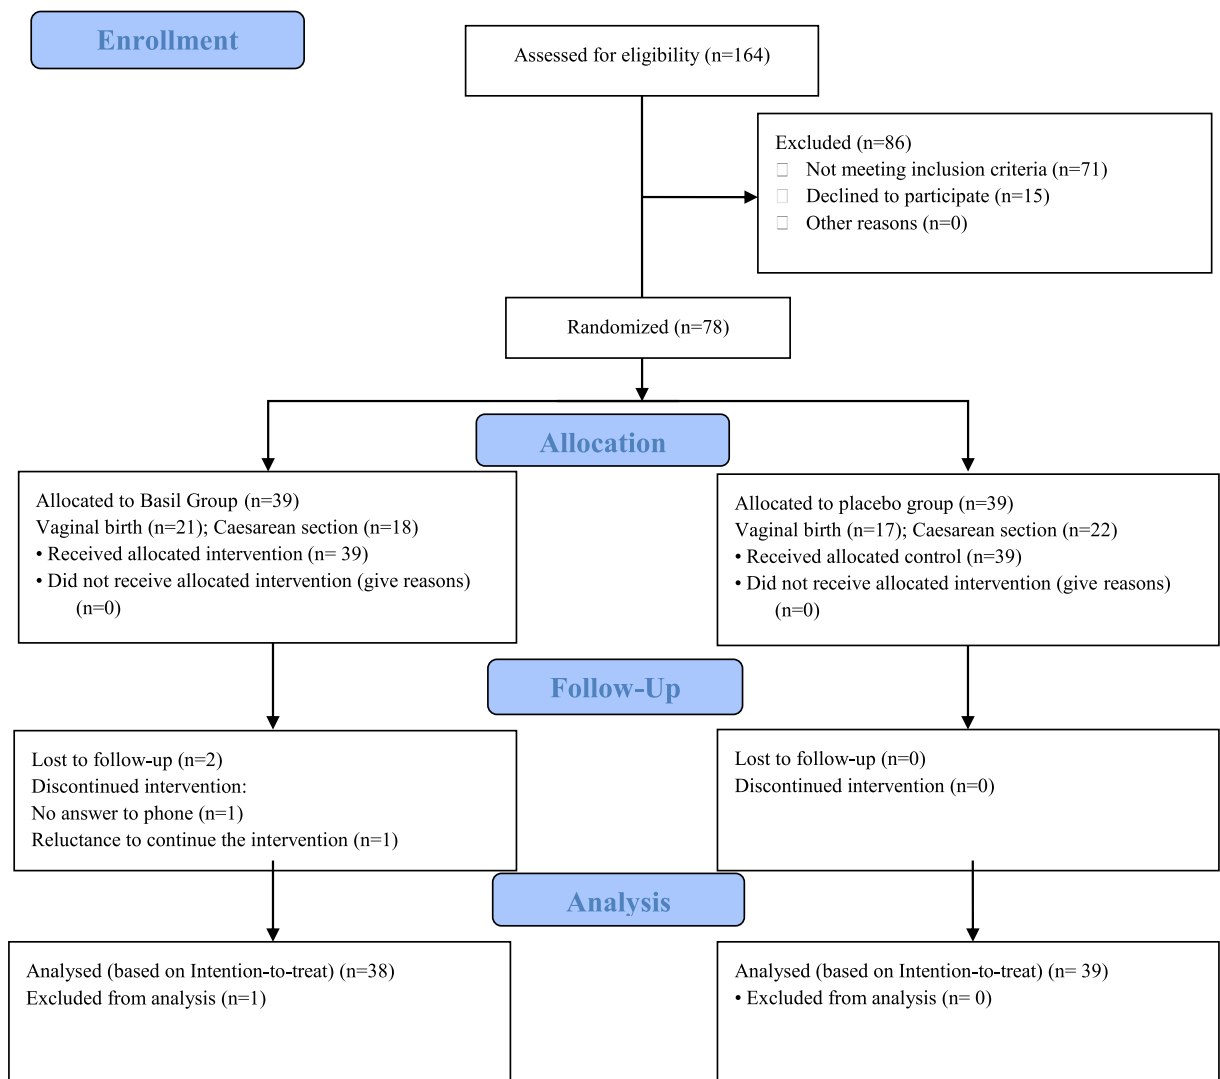 Enrollment
Assessed for eligibility (n=164)
Excluded (n=86)
Not meeting inclusion criteria (n=71)
Declined to participate (n=15)
Other reasons (n=0)
Randomized (n=78)
Allocation
Allocated to Basil Group (n=39)
Vaginal birth (n=21); Caesarean section (n=18)
• Received allocated intervention (n= 39)
• Did not receive allocated intervention (give reasons)
(n=0)
Allocated to placebo group (n=39)
Vaginal birth (n=17); Caesarean section (n=22)
• Received allocated control (n=39)
• Did not receive allocated intervention (give reasons)
(n=0)
Follow-Up
Lost to follow-up (n=2)
Discontinued intervention:
No answer to phone (n=1)
Reluctance to continue the intervention (n=1)
Lost to follow-up (n=0)
Discontinued intervention (n=0)
Analysis
Analysed (based on Intention-to-treat) (n=38)
Excluded from analysis (n=1)
Analysed (based on Intention-to-treat) (n= 39)
• Excluded from analysis (n= 0)